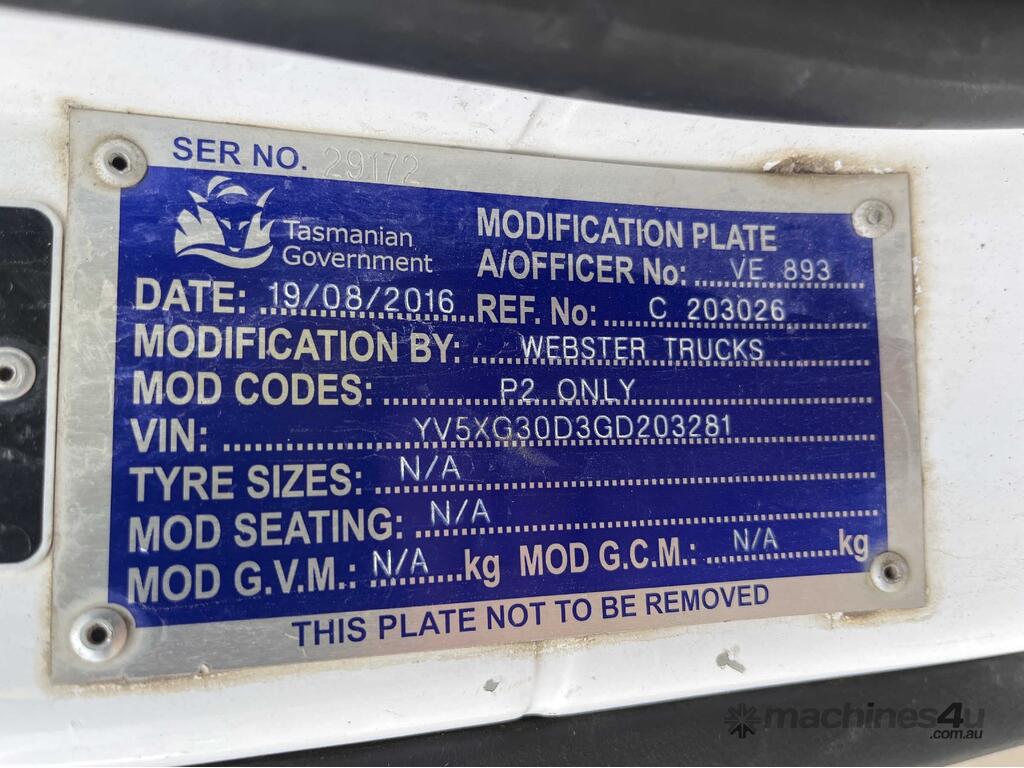 SER NO. 29172
Tasmanian
Government
MODIFICATION PLATE
A/OFFICER No: VE 893
DATE: 19/08/2016 REF. No: C 203026
MODIFICATION BY: WEBSTER TRUCKS
MOD CODES: P2 ONLY
VIN: YV5XG30D3GD203281
TYRE SIZES: N/A
MOD SEATING: N/A
MOD G.V.M.: N/A kg MOD G.C.M.: N/A kg
THIS PLATE NOT TO BE REMOVED
machines4u
.com.au